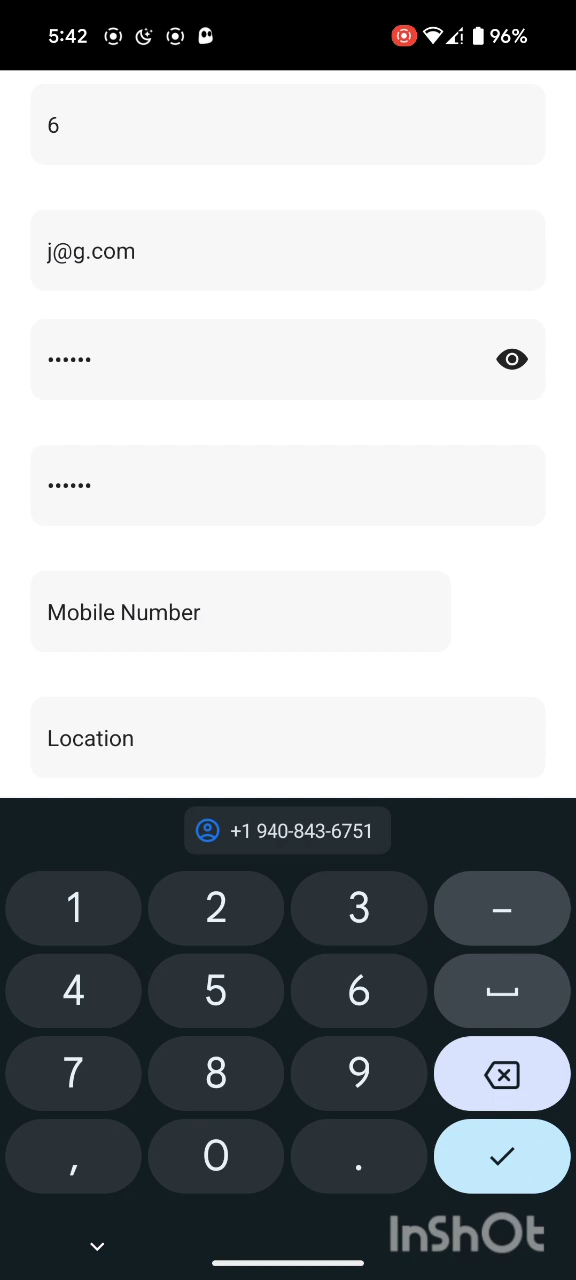 5:42
96%
6
j@g.com
••••••
••••••
Mobile Number
Location
+1 940-843-6751
1 2 3 –
4 5 6
7 8 9
, 0 .
InShOt